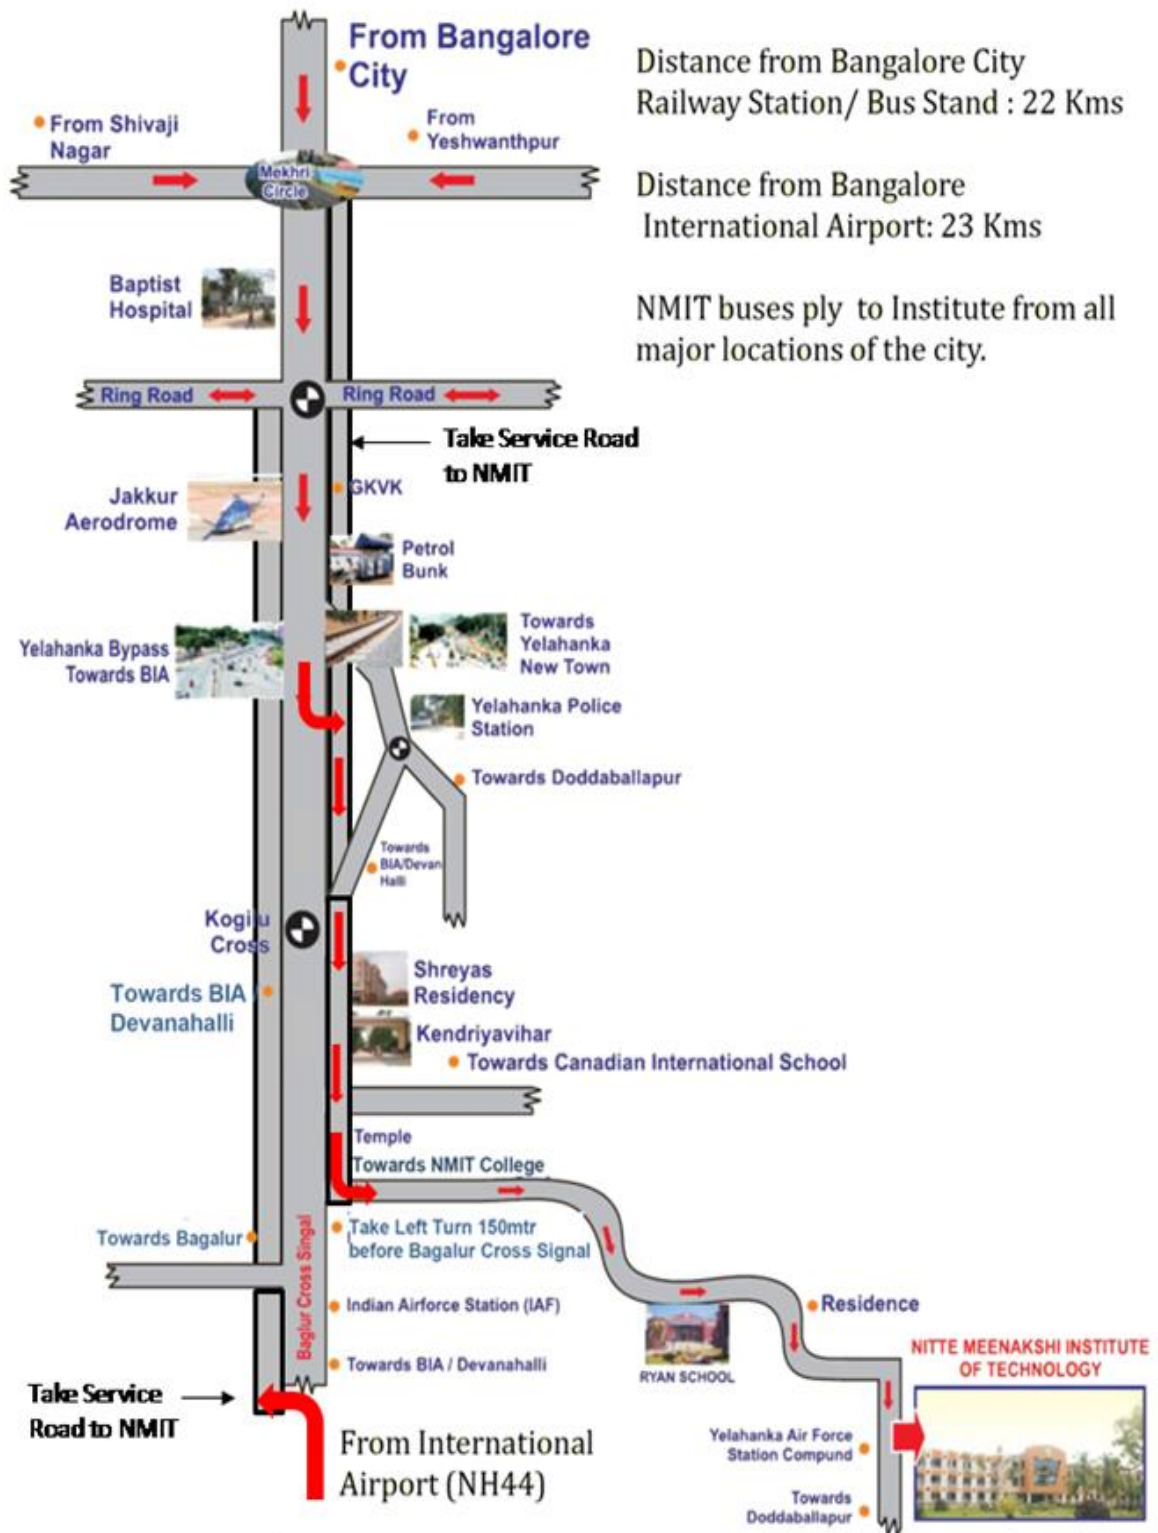 From Bangalore
City
Distance from Bangalore City
Railway Station/ Bus Stand : 22 Kms
From Shivaji
Nagar
From
Yeshwanthpur
Mekhri
Circle
Distance from Bangalore
International Airport: 23 Kms
Baptist
Hospital
NMIT buses ply to Institute from all
major locations of the city.
Ring Road
Ring Road
Take Service Road
to NMIT
GKVK
Jakkur
Aerodrome
Petrol
Bunk
Towards
Yelahanka
New Town
Yelahanka Bypass
Towards BIA
Yelahanka Police
Station
Towards Doddaballapur
Towards
BIA/Devan
Halli
Kogilu
Cross
Shreyas
Residency
Towards BIA /
Devanahalli
Kendriyavihar
Towards Canadian International School
Temple
Towards NMIT College
Take Left Turn 150mtr
before Bagalur Cross Signal
Towards Bagalur
Baglur Cross Singal
Indian Airforce Station (IAF)
Residence
Towards BIA / Devanahalli
RYAN SCHOOL
NITTE MEENAKSHI INSTITUTE
OF TECHNOLOGY
Take Service
Road to NMIT
From International
Airport (NH44)
Yelahanka Air Force
Station Compund
Towards
Doddaballapur